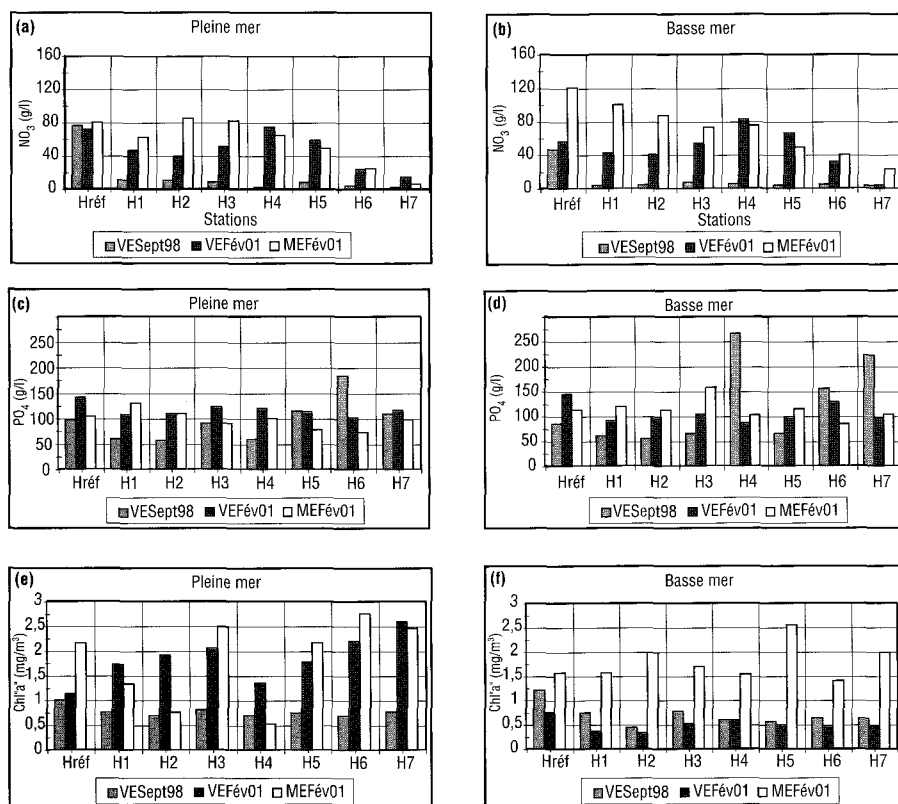 (a) Pleine mer
NO3 (g/l)
160
120
80
40
0
Hréf H1 H2 H3 H4 H5 H6 H7
Stations
VESept98 VEFév01 MEFév01
(b) Basse mer
NO3 (g/l)
160
120
80
40
0
Hréf H1 H2 H3 H4 H5 H6 H7
Stations
VESept98 VEFév01 MEFév01
(c) Pleine mer
PO4 (g/l)
250
200
150
100
50
0
Hréf H1 H2 H3 H4 H5 H6 H7
VESept98 VEFév01 MEFév01
(d) Basse mer
PO4 (g/l)
250
200
150
100
50
0
Hréf H1 H2 H3 H4 H5 H6 H7
VESept98 VEFév01 MEFév01
(e) Pleine mer
Chl"a" (mg/m³)
3
2,5
2
1,5
1
0,5
0
Hréf H1 H2 H3 H4 H5 H6 H7
VESept98 VEFév01 MEFév01
(f) Basse mer
Chl"a" (mg/m³)
3
2,5
2
1,5
1
0,5
0
Hréf H1 H2 H3 H4 H5 H6 H7
VESept98 VEFév01 MEFév01